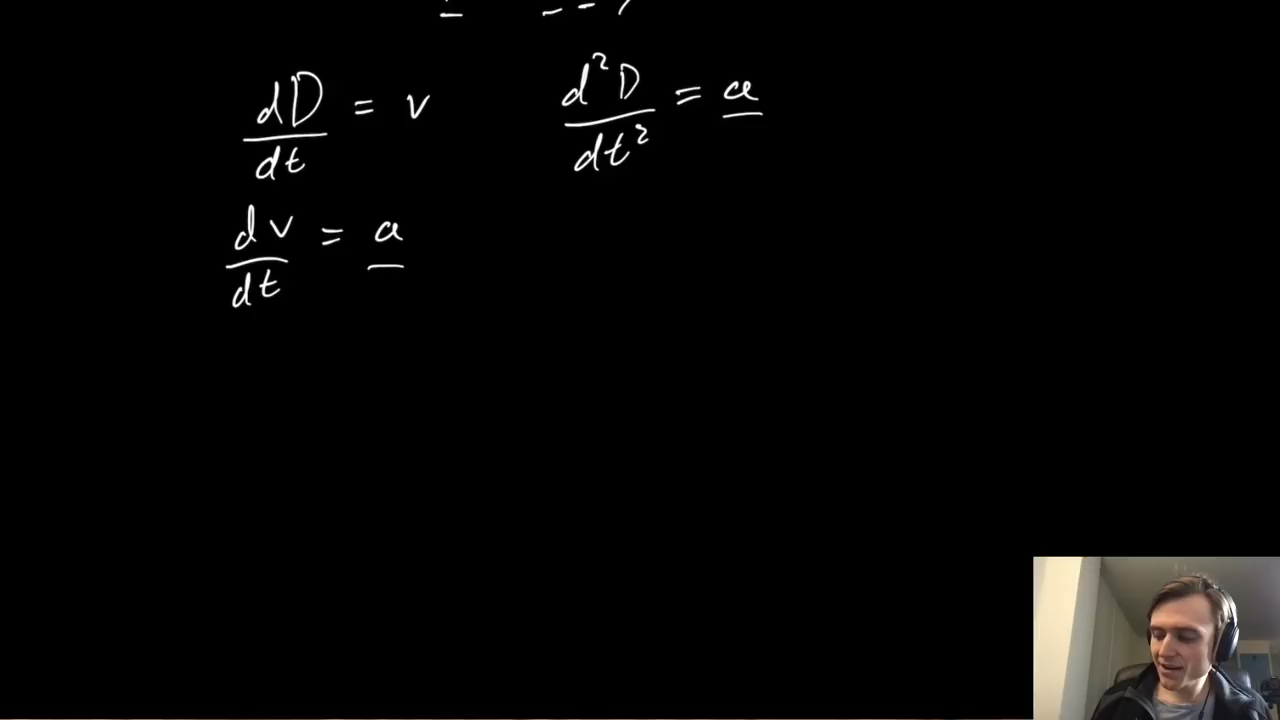 dD/dt = v d²D/dt² = a
dv/dt = a